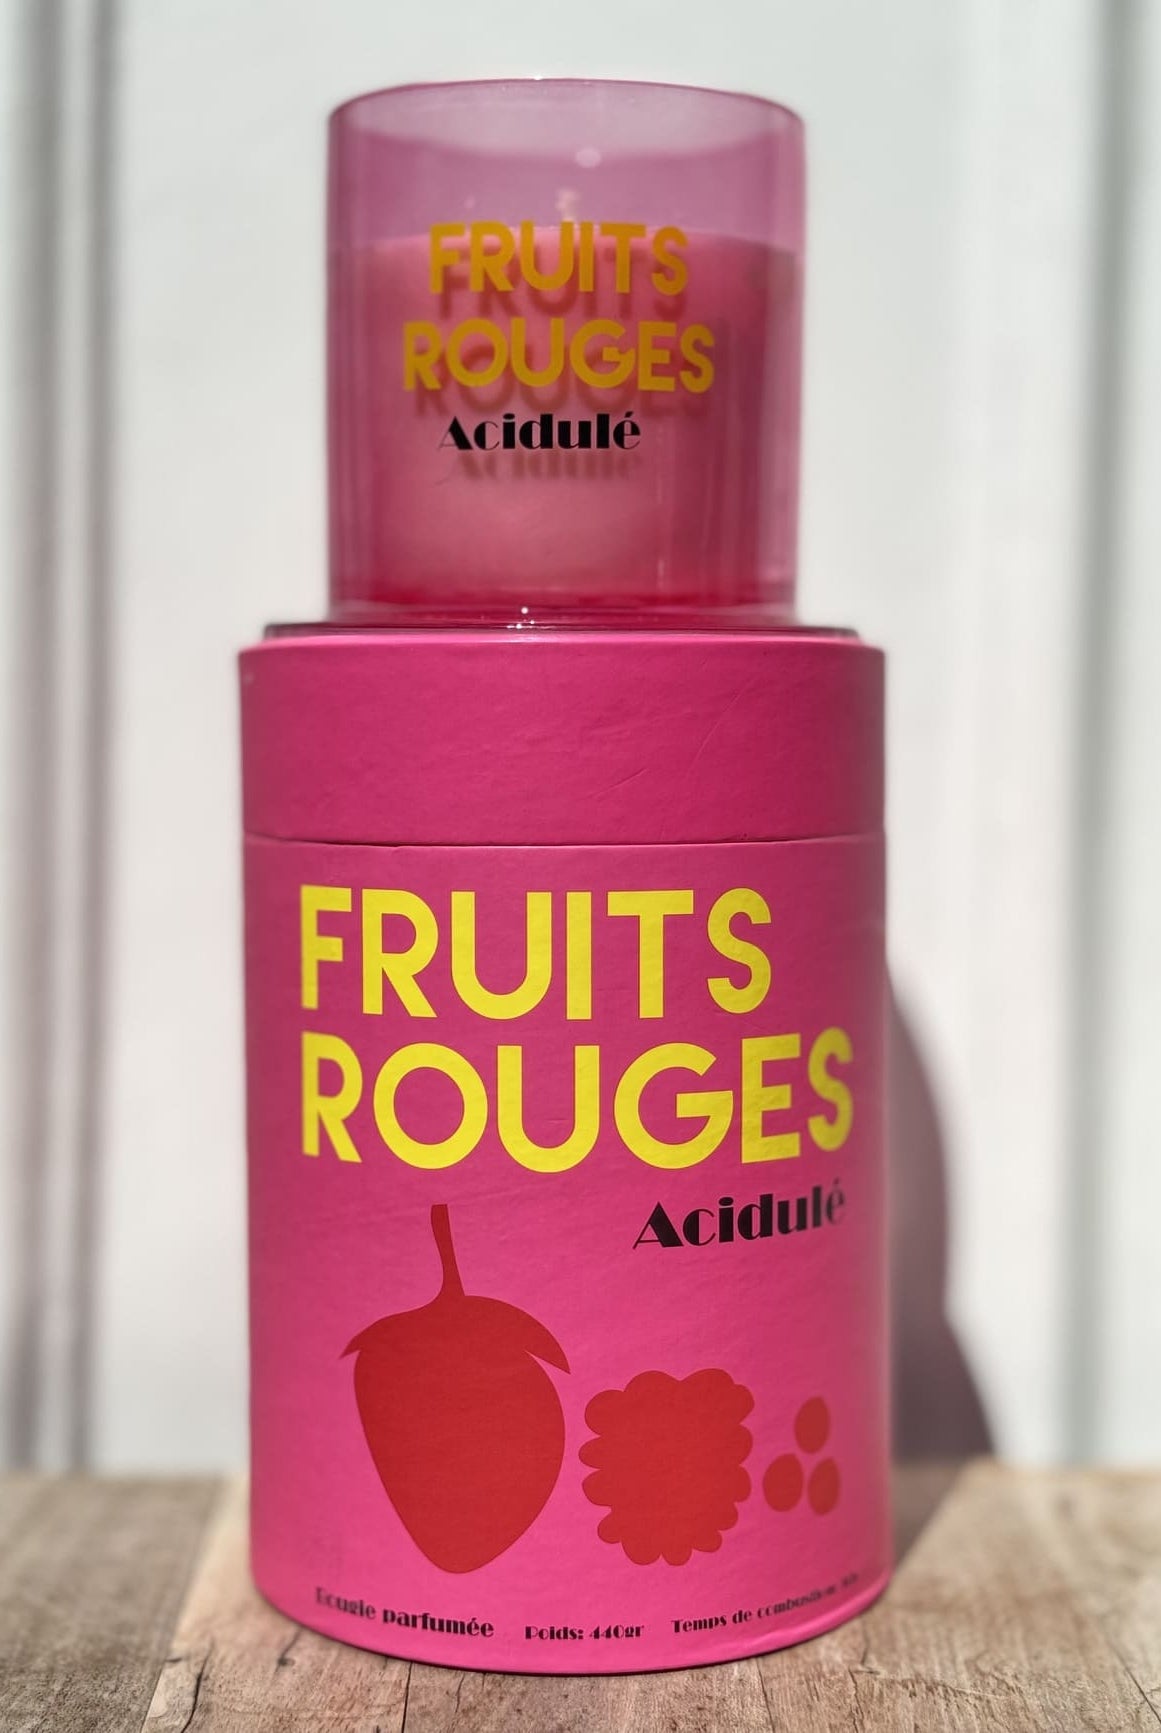 FRUITS
ROUGES
Acidulé
FRUITS
ROUGES
Acidulé
Bougie parfumée Poids: 440gr Temps de combustion